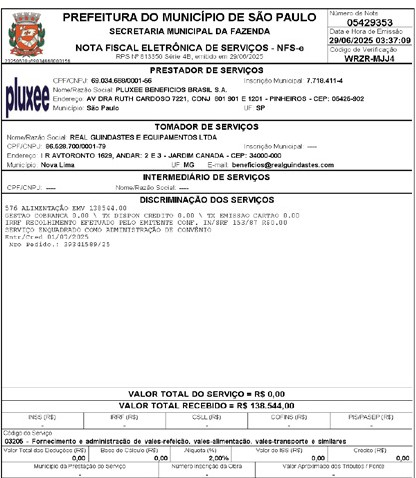 PREFEITURA DO MUNICÍPIO DE SÃO PAULO
SECRETARIA MUNICIPAL DA FAZENDA
NOTA FISCAL ELETRÔNICA DE SERVIÇOS - NFS-e
RPS Nº 615350 Série 4B, emitido em 29/06/2025
Número da Nota
05429353
Data e Hora de Emissão
29/06/2025 03:37:09
Código de Verificação
WRZR-MJJ4
PRESTADOR DE SERVIÇOS
pluxee
CPF/CNPJ: 69.034.668/0001-56 Inscrição Municipal: 7.718.411-4
Nome/Razão Social: PLUXEE BENEFICIOS BRASIL S.A.
Endereço: AV DRA RUTH CARDOSO 7221, CONJ 801 901 E 1201 - PINHEIROS - CEP: 05425-902
Município: São Paulo UF: SP
TOMADOR DE SERVIÇOS
Nome/Razão Social: REAL GUINDASTES E EQUIPAMENTOS LTDA
CPF/CNPJ: 86.528.700/0001-79 Inscrição Municipal: ----
Endereço: I R AVTORONTO 1629, ANDAR: 2 E 3 - JARDIM CANADA - CEP: 34000-000
Município: Nova Lima UF: MG E-mail: beneficios@realguindastes.com
INTERMEDIÁRIO DE SERVIÇOS
CPF/CNPJ: ---- Nome/Razão Social: ----
DISCRIMINAÇÃO DOS SERVIÇOS
576 ALIMENTAÇÃO EMV 138544.00
GESTAO COBRANCA 0.00 \ TX DISPON CREDITO 0.00 \ TX EMISSAO CARTAO 0.00
IRRF RECOLHIMENTO EFETUADO PELO EMITENTE CONF. IN/SRF 153/87 R$0.00
SERVIÇO ENQUADRADO COMO ADMINISTRAÇÃO DE CONVÊNIO
Entr/Cred 01/07/2025
Nro Pedido.: 29341589/25
VALOR TOTAL DO SERVIÇO = R$ 0,00
VALOR TOTAL RECEBIDO = R$ 138.544,00
INSS (R$) IRRF (R$) CSLL (R$) COFINS (R$) PIS/PASEP (R$)
- - - - -
Código do Serviço
03205 - Fornecimento e administração de vales-refeição, vales-alimentação, vales-transporte e similares
Valor Total das Deduções (R$) Base de Cálculo (R$) Alíquota (%) Valor do ISS (R$) Crédito (R$)
0,00 0,00 2,00% 0,00 0,00
Município da Prestação do Serviço Número Inscrição da Obra Valor Aproximado dos Tributos / Fonte
- - -